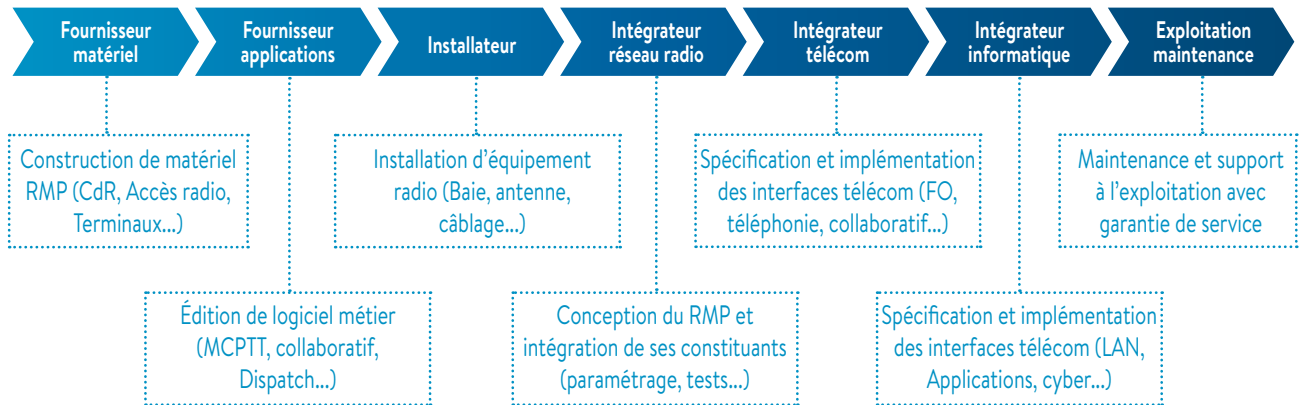 Fournisseur
matériel
Fournisseur
applications
Installateur
Intégrateur
réseau radio
Intégrateur
télécom
Intégrateur
informatique
Exploitation
maintenance
Construction de matériel
RMP (CdR, Accès radio,
Terminaux...)
Installation d’équipement
radio (Baie, antenne,
câblage...)
Spécification et implémentation
des interfaces télécom (FO,
téléphonie, collaboratif...)
Maintenance et support
à l’exploitation avec
garantie de service
Édition de logiciel métier
(MCPTT, collaboratif,
Dispatch...)
Conception du RMP et
intégration de ses constituants
(paramétrage, tests...)
Spécification et implémentation
des interfaces télécom (LAN,
Applications, cyber...)